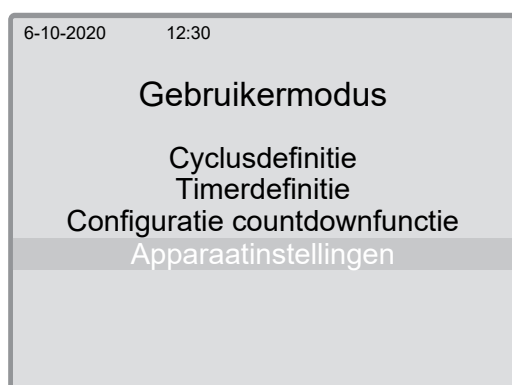 6-10-2020 12:30
Gebruikermodus
Cyclusdefinitie
Timerdefinitie
Configuratie countdownfunctie
Apparaatinstellingen